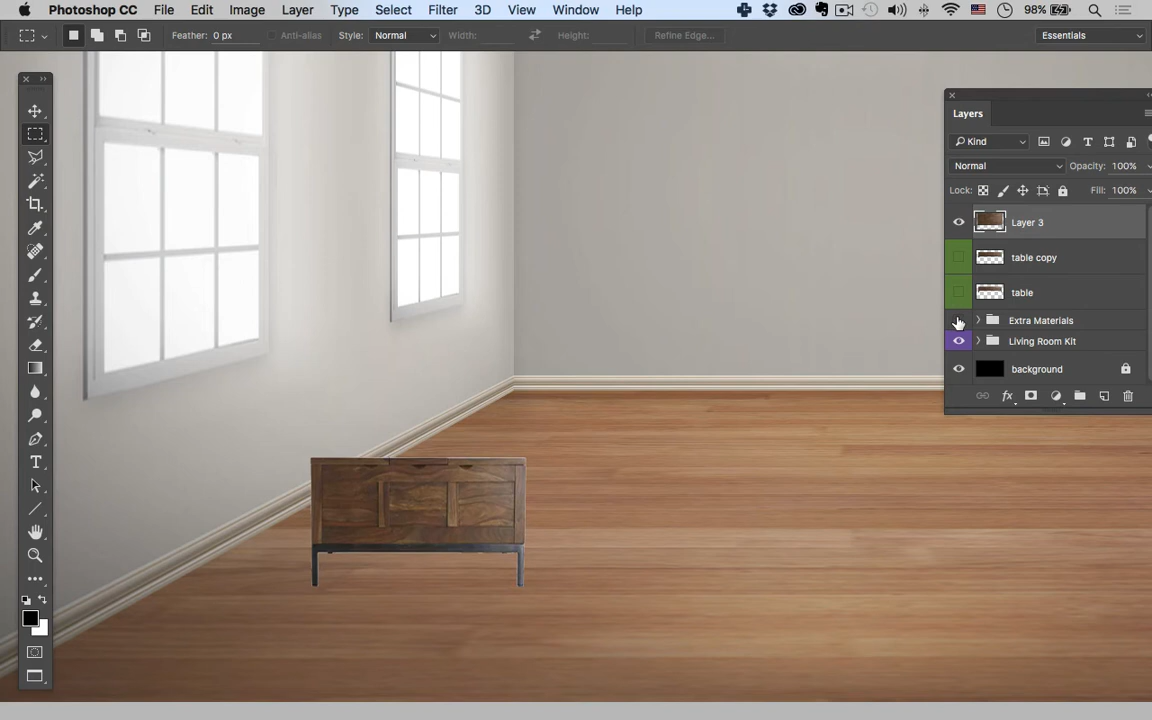 Photoshop CC File Edit Image Layer Type Select Filter 3D View Window Help 98%
Feather: 0 px Anti-alias Style: Normal Width: Height: Refine Edge... Essentials
Layers
Kind
Normal Opacity: 100%
Lock: Fill: 100%
Layer 3
table copy
table
Extra Materials
Living Room Kit
background
fx